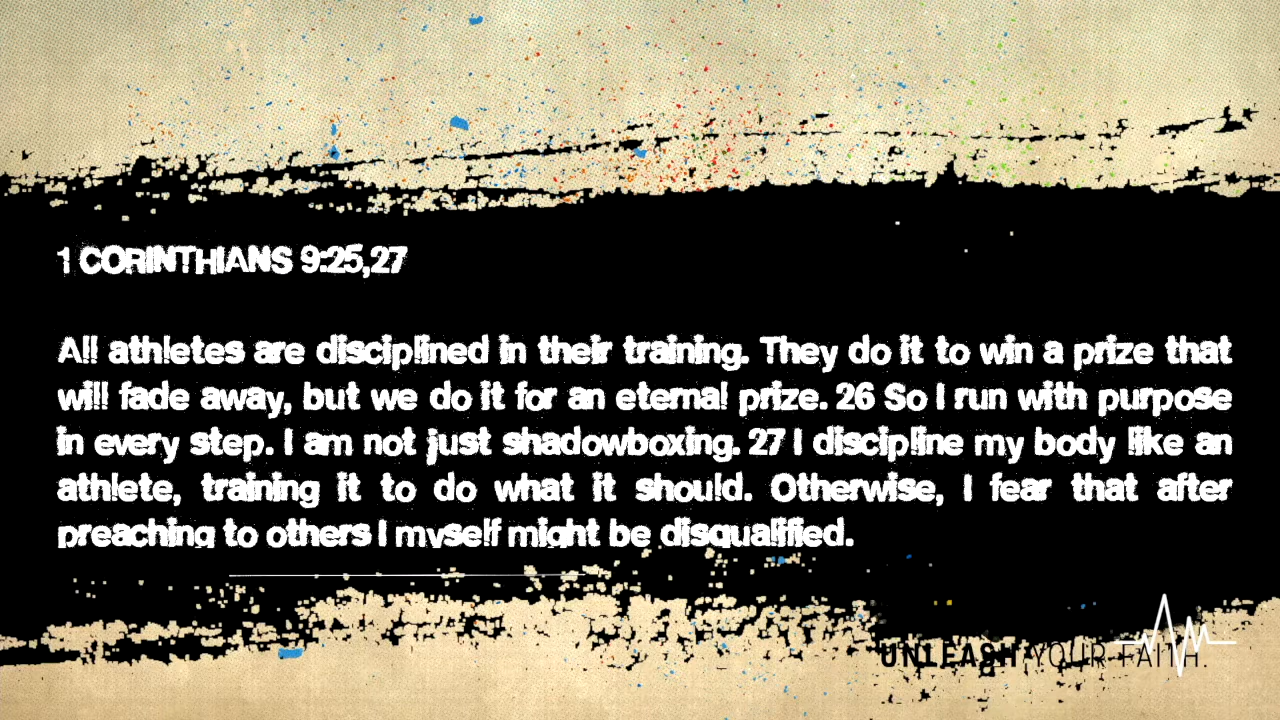 1 CORINTHIANS 9:25,27
All athletes are disciplined in their training. They do it to win a prize that
will fade away, but we do it for an eternal prize. 26 So I run with purpose
in every step. I am not just shadowboxing. 27 I discipline my body like an
athlete, training it to do what it should. Otherwise, I fear that after
preaching to others I myself might be disqualified.
UNLEASH YOUR FAITH.